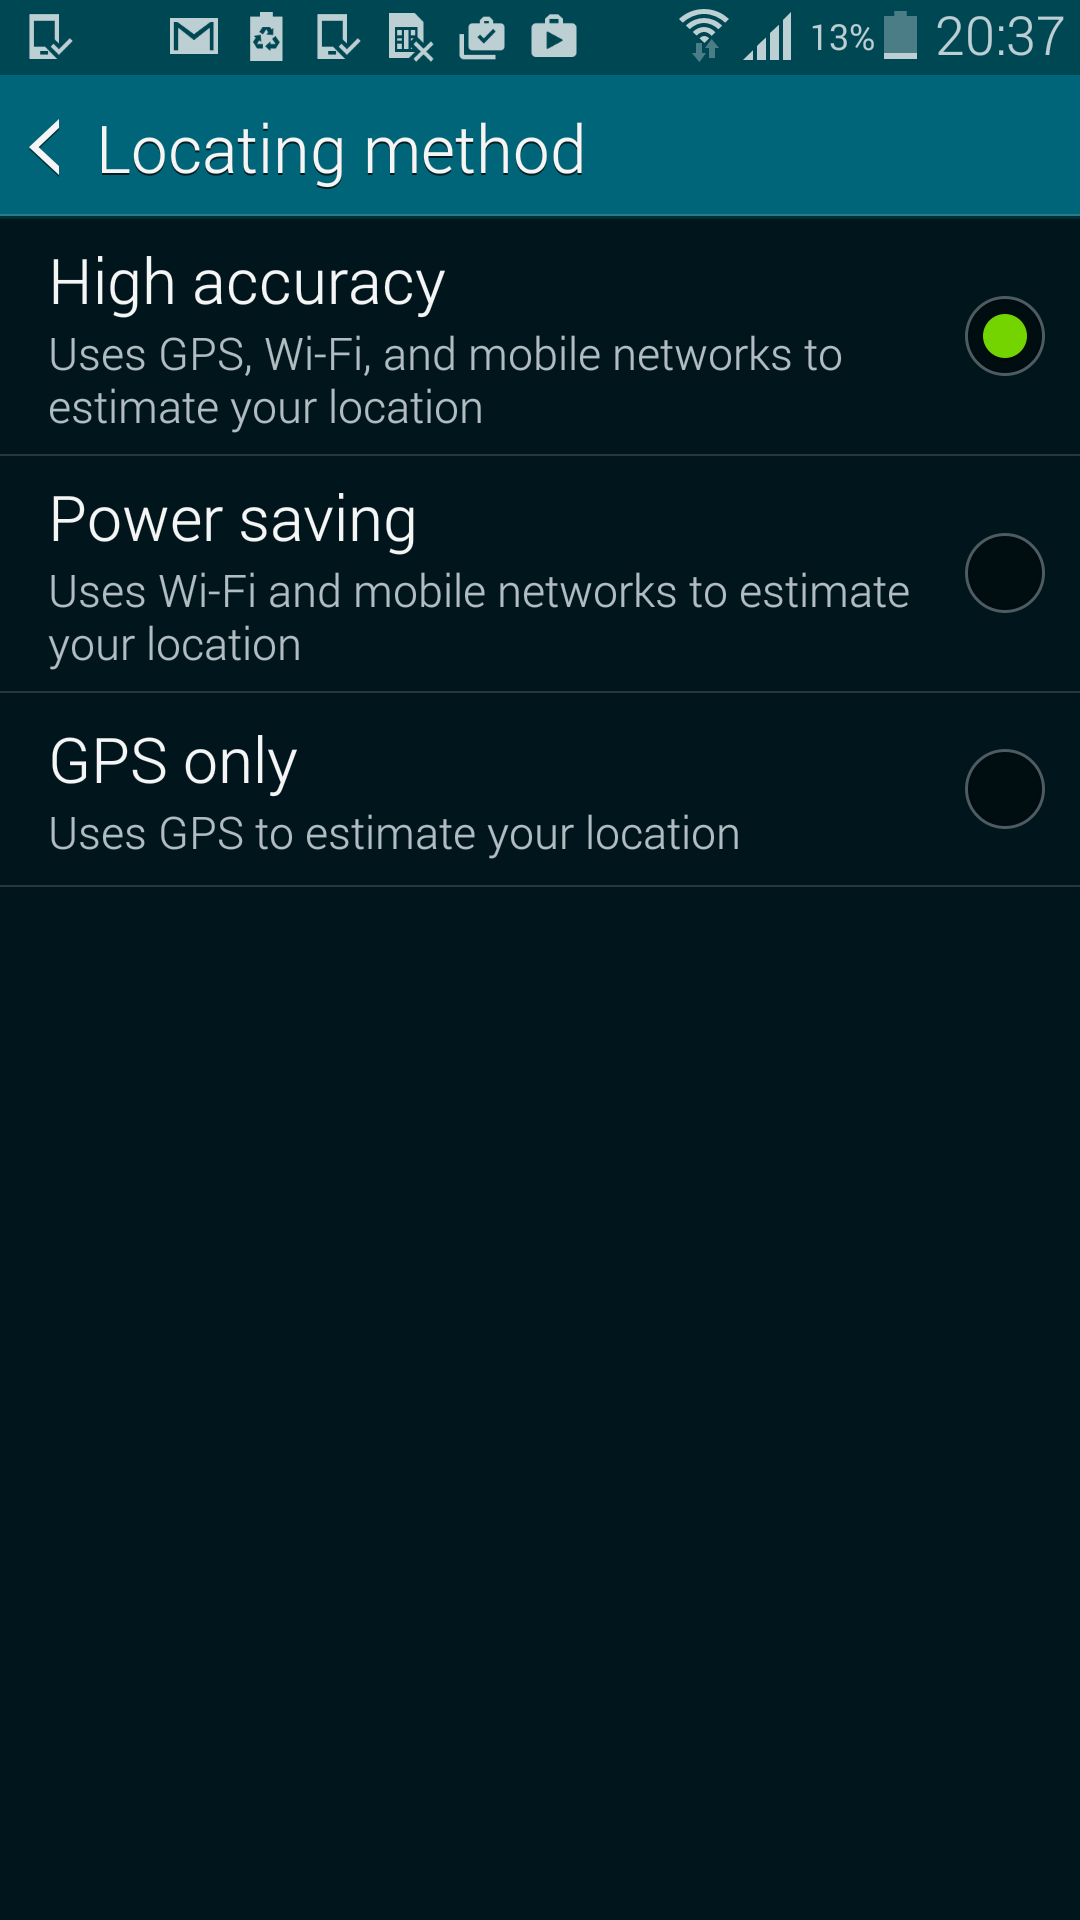 13% 20:37
Locating method
High accuracy
Uses GPS, Wi-Fi, and mobile networks to
estimate your location
Power saving
Uses Wi-Fi and mobile networks to estimate
your location
GPS only
Uses GPS to estimate your location